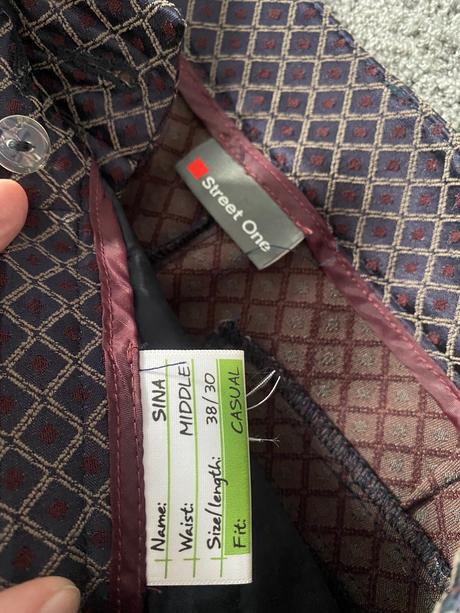 Street One
Name: SINA
Waist: MIDDLE
Size/length: 38/30
Fit: CASUAL